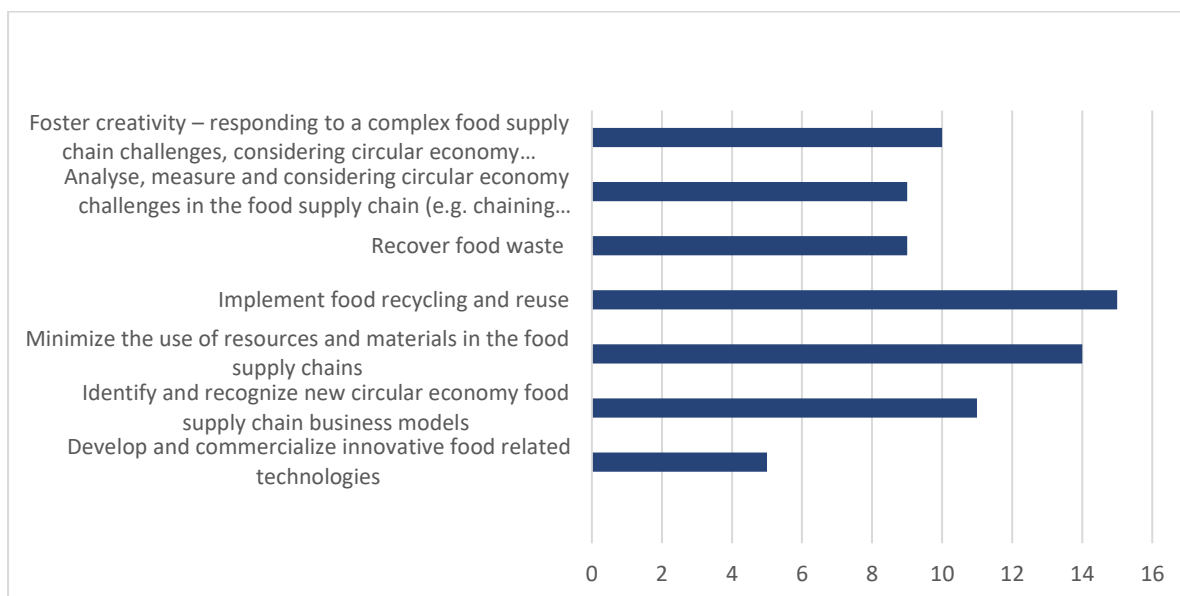 Foster creativity – responding to a complex food supply
chain challenges, considering circular economy…
Analyse, measure and considering circular economy
challenges in the food supply chain (e.g. chaining…
Recover food waste
Implement food recycling and reuse
Minimize the use of resources and materials in the food
supply chains
Identify and recognize new circular economy food
supply chain business models
Develop and commercialize innovative food related
technologies
0 2 4 6 8 10 12 14 16